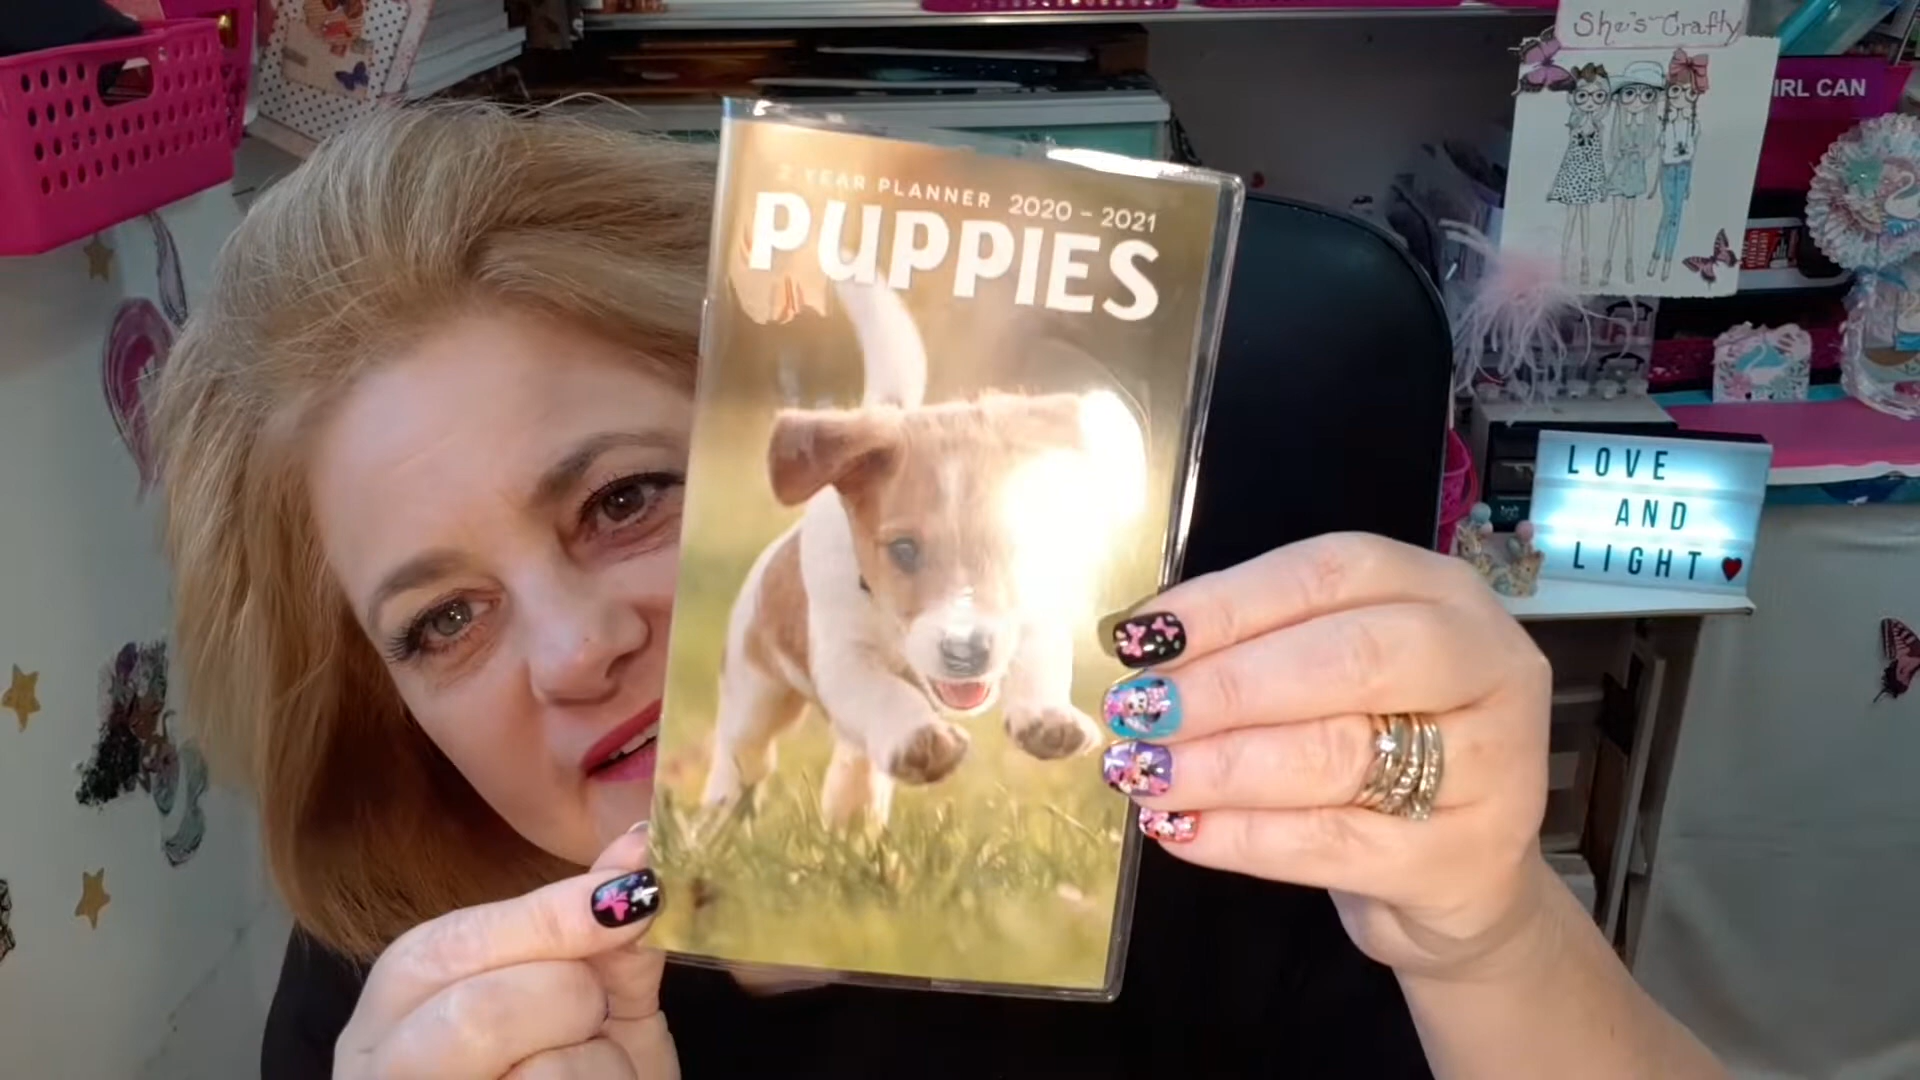 2 YEAR PLANNER 2020 - 2021
PUPPIES
She's Crafty
IRL CAN
LOVE
AND
LIGHT